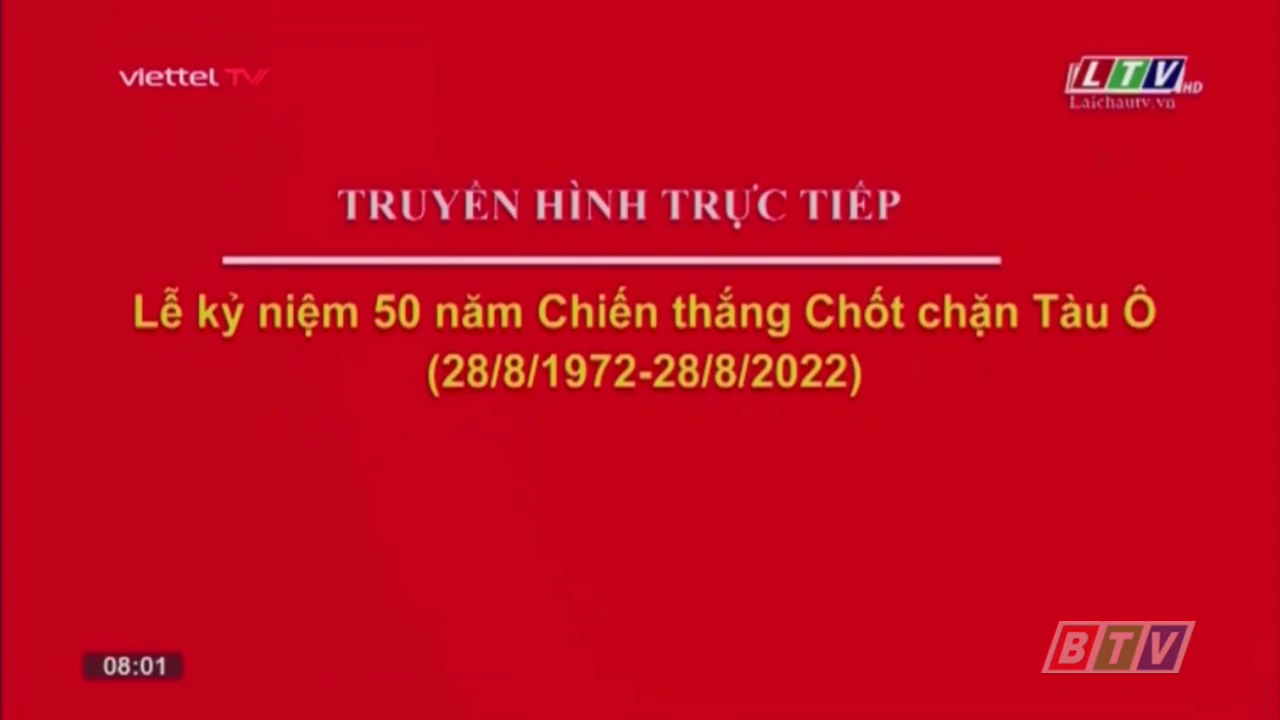 viettel TV
LTV HD
Laichautv.vn
TRUYỀN HÌNH TRỰC TIẾP
Lễ kỷ niệm 50 năm Chiến thắng Chốt chặn Tàu Ô
(28/8/1972-28/8/2022)
08:01
BTV